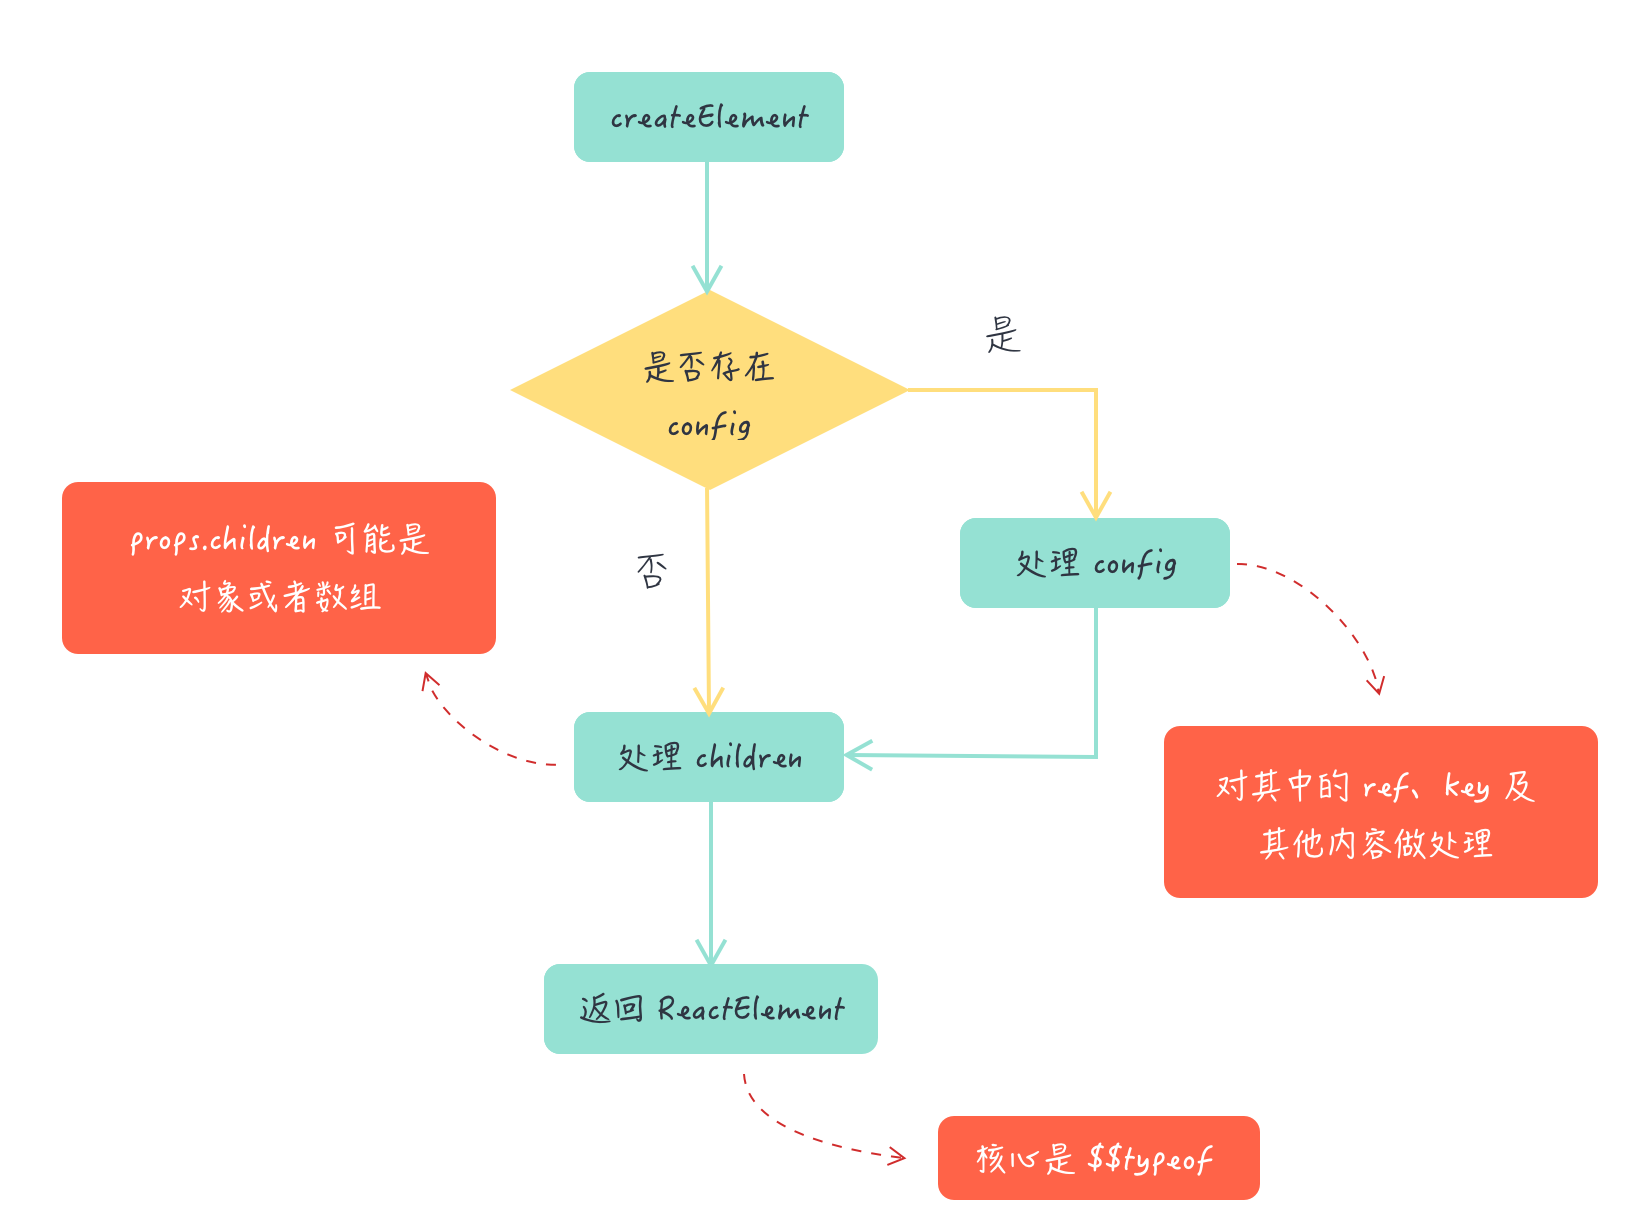 createElement
是否存在
config
是
props.children 可能是
对象或者数组
否
处理 config
处理 children
对其中的 ref、key 及
其他内容做处理
返回 ReactElement
核心是 $$typeof